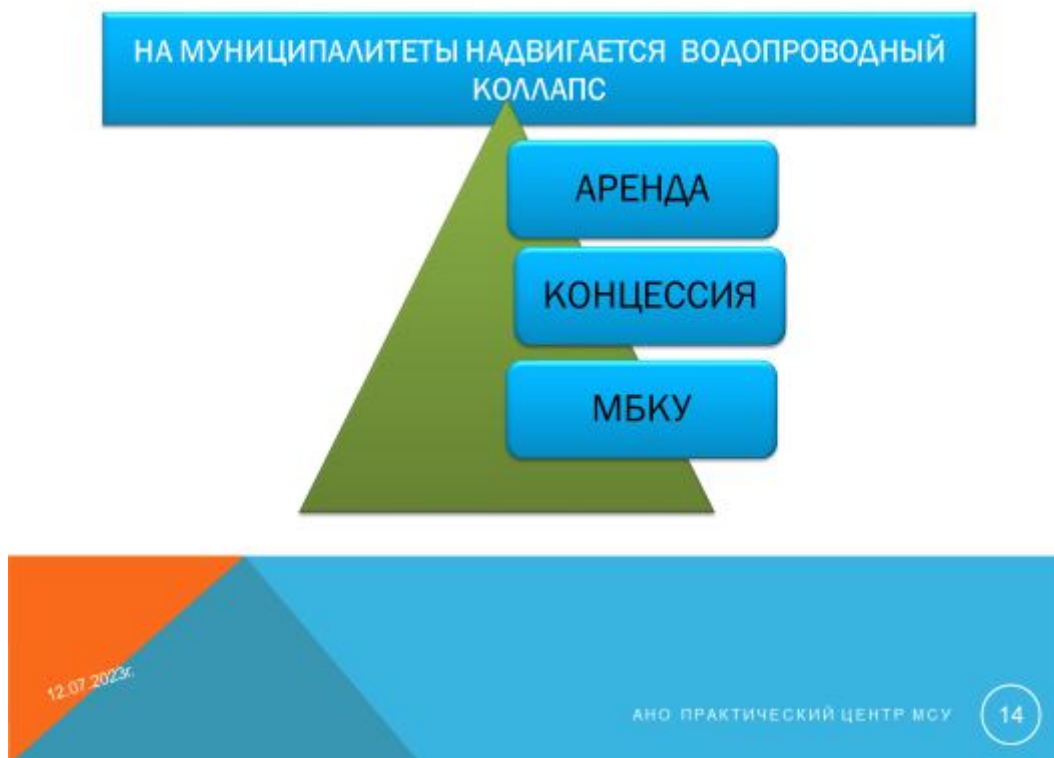 НА МУНИЦИПАЛИТЕТЫ НАДВИГАЕТСЯ ВОДОПРОВОДНЫЙ
КОЛЛАПС
АРЕНДА
КОНЦЕССИЯ
МБКУ
12.07.2023г.
АНО ПРАКТИЧЕСКИЙ ЦЕНТР МСУ
14